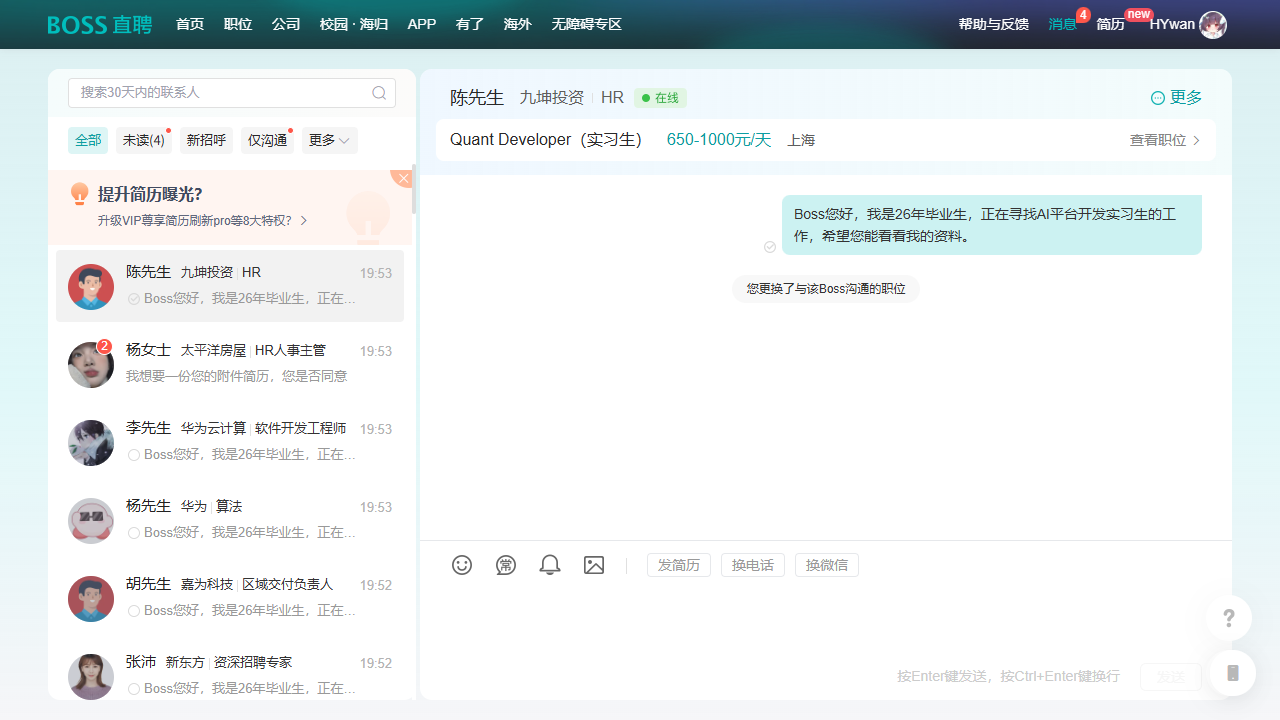 BOSS 直聘 首页 职位 公司 校园 · 海归 APP 有了 海外 无障碍专区 帮助与反馈 消息 4 简历 new HYwan
搜索30天内的联系人
全部 未读(4) 新招呼 仅沟通 更多
提升简历曝光?
升级VIP尊享简历刷新pro等8大特权?
陈先生 九坤投资 HR 19:53
Boss您好，我是26年毕业生，正在...
2 杨女士 太平洋房屋 HR人事主管 19:53
我想要一份您的附件简历，您是否同意
李先生 华为云计算 软件开发工程师 19:53
Boss您好，我是26年毕业生，正在...
杨先生 华为 算法 19:53
Boss您好，我是26年毕业生，正在...
胡先生 嘉为科技 区域交付负责人 19:52
Boss您好，我是26年毕业生，正在...
张沛 新东方 资深招聘专家 19:52
Boss您好，我是26年毕业生，正在...
陈先生 九坤投资 HR 在线 更多
Quant Developer（实习生） 650-1000元/天 上海 查看职位
Boss您好，我是26年毕业生，正在寻找AI平台开发实习生的工
作，希望您能看看我的资料。
您更换了与该Boss沟通的职位
常 发简历 换电话 换微信
?
按Enter键发送，按Ctrl+Enter键换行 发送